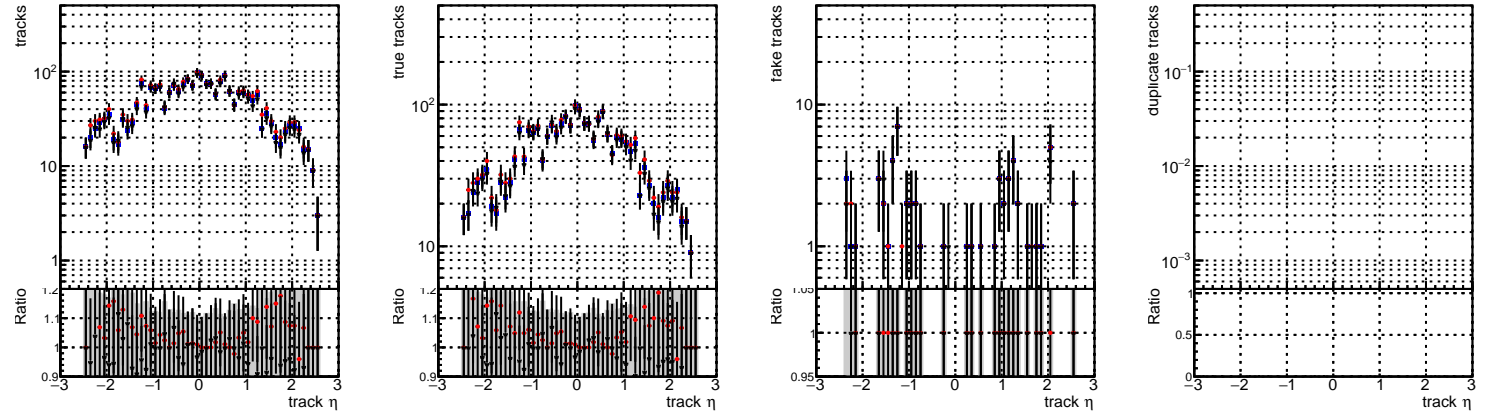 tracks
10²
10
1
Ratio
1.2
1.1
1
0.9
−3 −2 −1 0 1 2 3
track η
true tracks
10²
10
Ratio
1.2
1.1
1
0.9
−3 −2 −1 0 1 2 3
track η
fake tracks
10
1
Ratio
1.05
1
0.95
−3 −2 −1 0 1 2 3
track η
duplicate tracks
10⁻¹
10⁻²
10⁻³
Ratio
1
0.5
0
−3 −2 −1 0 1 2 3
track η